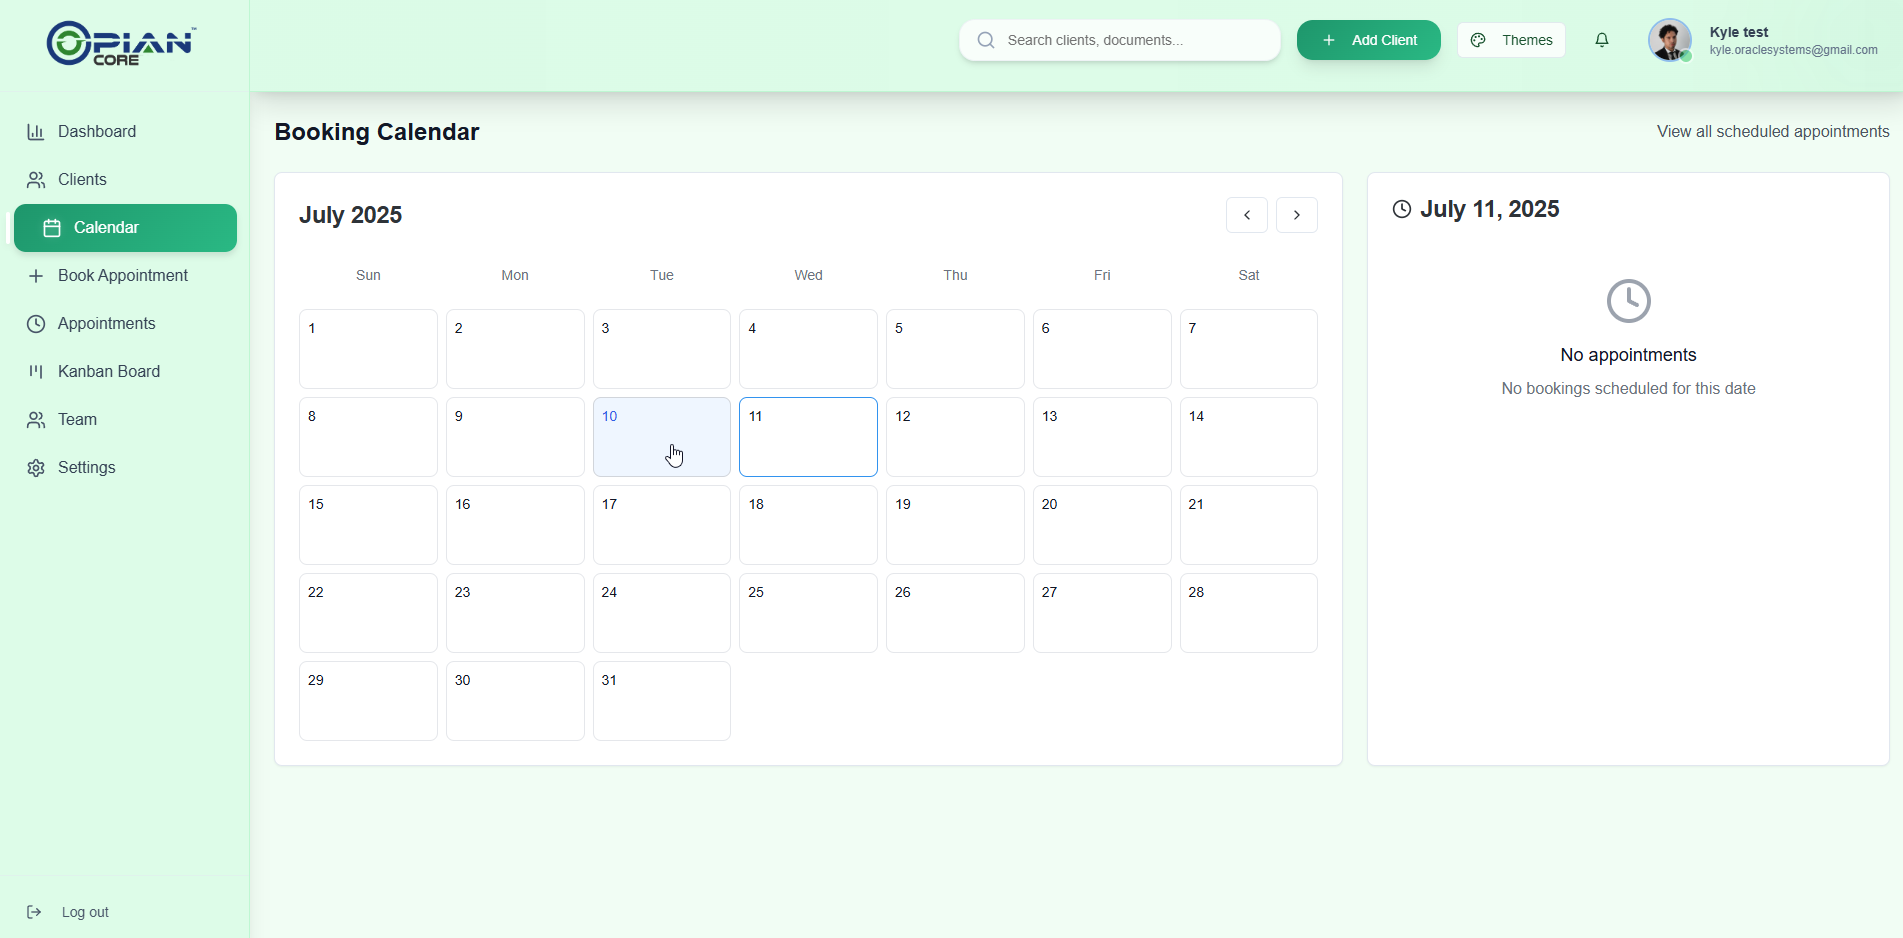 OPIAN™
CORE
Search clients, documents...
Add Client
Themes
Kyle test
kyle.oraclesystems@gmail.com
Dashboard
Clients
Calendar
Book Appointment
Appointments
Kanban Board
Team
Settings
Log out
Booking Calendar
View all scheduled appointments
July 2025
Sun Mon Tue Wed Thu Fri Sat
1 2 3 4 5 6 7
8 9 10 11 12 13 14
15 16 17 18 19 20 21
22 23 24 25 26 27 28
29 30 31
July 11, 2025
No appointments
No bookings scheduled for this date